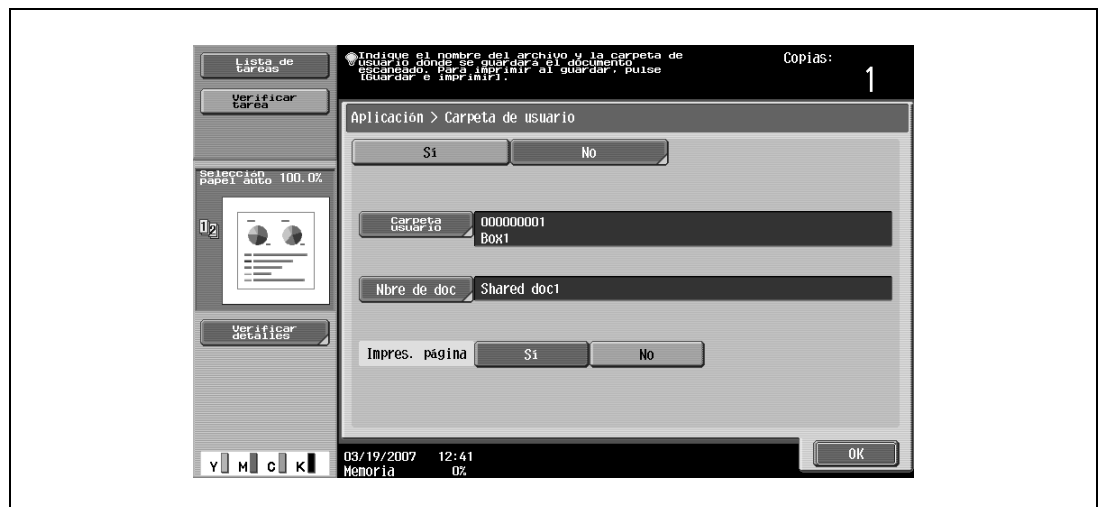 Lista de
tareas
Verificar
tarea
Selección
papel auto 100.0%
12
Verificar
detalles
Y M C K
Indique el nombre del archivo y la carpeta de
usuario donde se guardará el documento
escaneado. Para imprimir al guardar, pulse
[Guardar e imprimir].
Copias:
1
Aplicación > Carpeta de usuario
Sí No
Carpeta
usuario
000000001
Box1
Nbre de doc Shared doc1
Impres. página Sí No
OK
03/19/2007 12:41
Memoria 0%